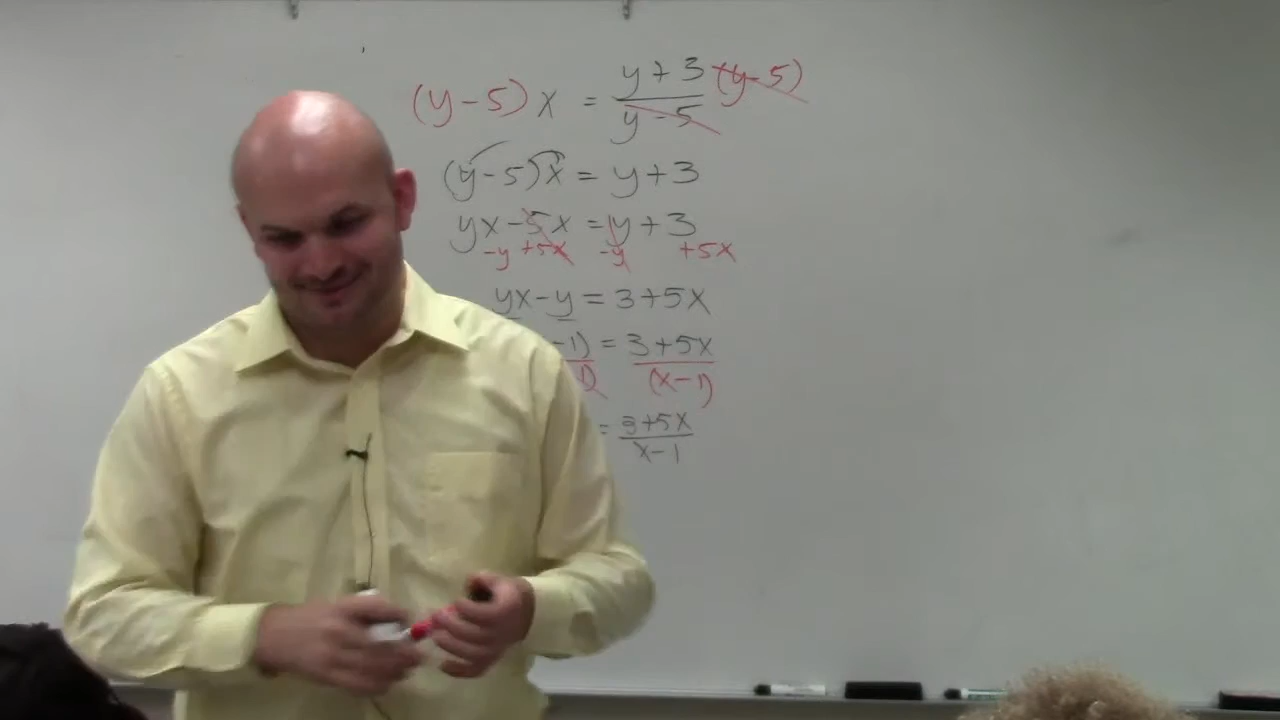 (y-5)x = y+3/y-5 (y-5)
(y-5)x = y+3
yx-5x = y+3
-y +5x -y +5x
yx-y = 3+5x
-1) = 3+5x
1) (x-1)
= 3+5x/x-1